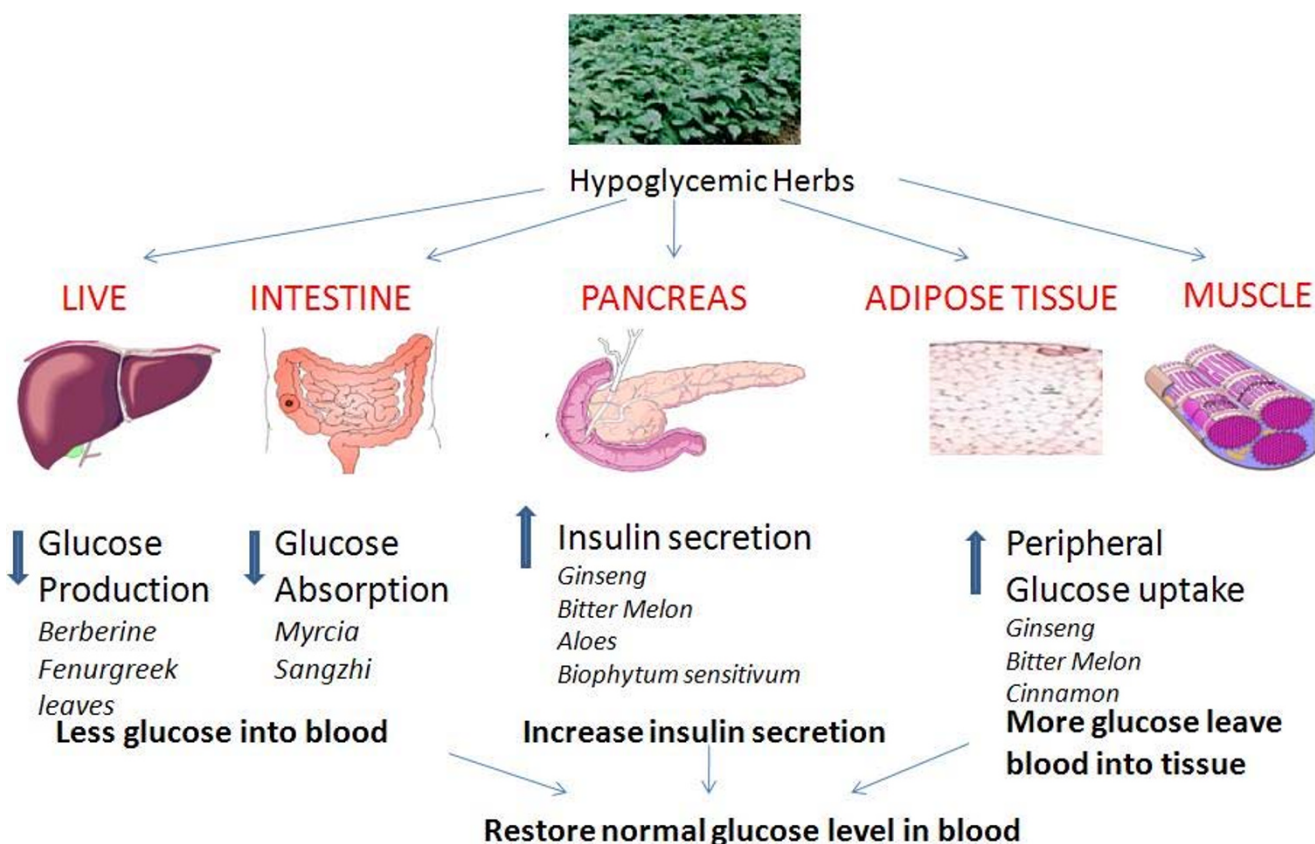 Hypoglycemic Herbs
LIVE
INTESTINE
PANCREAS
ADIPOSE TISSUE
MUSCLE
Glucose
Production
Berberine
Fenurgreek
leaves
Glucose
Absorption
Myrcia
Sangzhi
Less glucose into blood
Insulin secretion
Ginseng
Bitter Melon
Aloes
Biophytum sensitivum
Increase insulin secretion
Peripheral
Glucose uptake
Ginseng
Bitter Melon
Cinnamon
More glucose leave
blood into tissue
Restore normal glucose level in blood